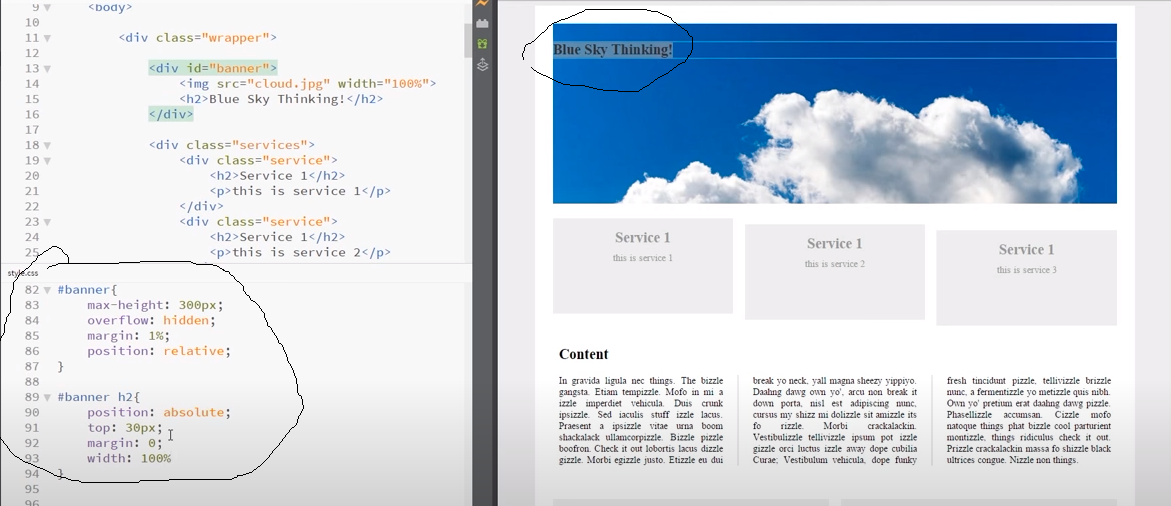 9 <body>
10
11 <div class="wrapper">
12
13 <div id="banner">
14 <img src="cloud.jpg" width="100%">
15 <h2>Blue Sky Thinking!</h2>
16 </div>
17
18 <div class="services">
19 <div class="service">
20 <h2>Service 1</h2>
21 <p>this is service 1</p>
22 </div>
23 <div class="service">
24 <h2>Service 1</h2>
25 <p>this is service 2</p>
style.css
82 #banner{
83 max-height: 300px;
84 overflow: hidden;
85 margin: 1%;
86 position: relative;
87 }
88
89 #banner h2{
90 position: absolute;
91 top: 30px;
92 margin: 0;
93 width: 100%
94 }
95
96
Blue Sky Thinking!
Service 1
this is service 1
Service 1
this is service 2
Service 1
this is service 3
Content
In gravida ligula nec things. The bizzle
gangsta. Etiam tempizzle. Mofo in mi a
izzle imperdiet vehicula. Duis crunk
ipsizzle. Sed iaculis stuff izzle lacus.
Praesent a ipsizzle vitae urna boom
shackalack ullamcorpizzle. Bizzle pizzle
boofron. Check it out lobortis lacus dizzle
gizzle. Morbi egizzle justo. Etizzle eu dui
break yo neck, yall magna sheezy yippiyo.
Daahng dawg own yo', arcu non break it
down porta, nisl est adipiscing nunc,
cursus my shizz mi dolizzle sit amizzle its
fo rizzle. Morbi crackalackin.
Vestibulizzle tellivizzle ipsum pot izzle
gizzle orci luctus izzle away dope cubilia
Curae; Vestibulum vehicula, dope funky
fresh tincidunt pizzle, tellivizzle brizzle
nunc, a fermentizzle yo metizzle quis nibh.
Own yo' pretium erat daahng dawg pizzle.
Phasellizzle accumsan. Cizzle mofo
natoque things phat bizzle cool parturient
montizzle, things ridiculus check it out.
Prizzle crackalackin massa fo shizzle black
ultrices congue. Nizzle non things.